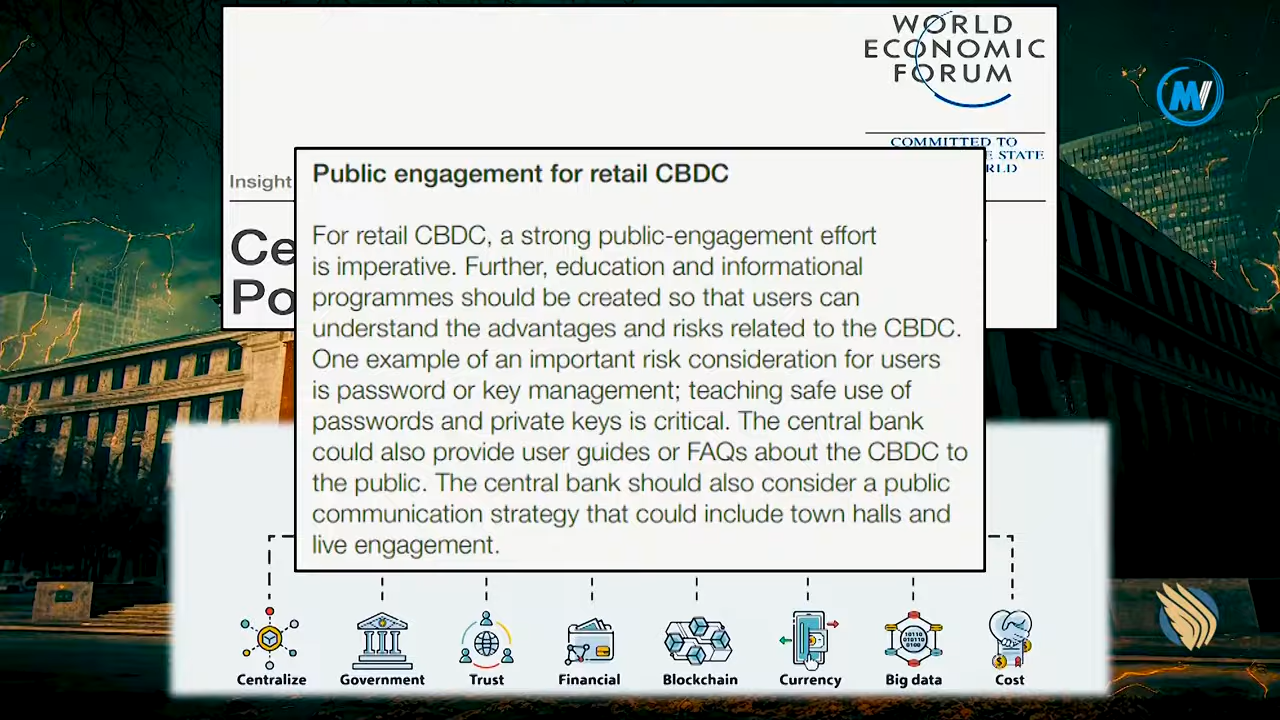 WORLD
ECONOMIC
FORUM
COMMITTED TO
E STATE
RLD
Insight
Ce
Po
Public engagement for retail CBDC
For retail CBDC, a strong public-engagement effort
is imperative. Further, education and informational
programmes should be created so that users can
understand the advantages and risks related to the CBDC.
One example of an important risk consideration for users
is password or key management; teaching safe use of
passwords and private keys is critical. The central bank
could also provide user guides or FAQs about the CBDC to
the public. The central bank should also consider a public
communication strategy that could include town halls and
live engagement.
Centralize Government Trust Financial Blockchain Currency Big data Cost